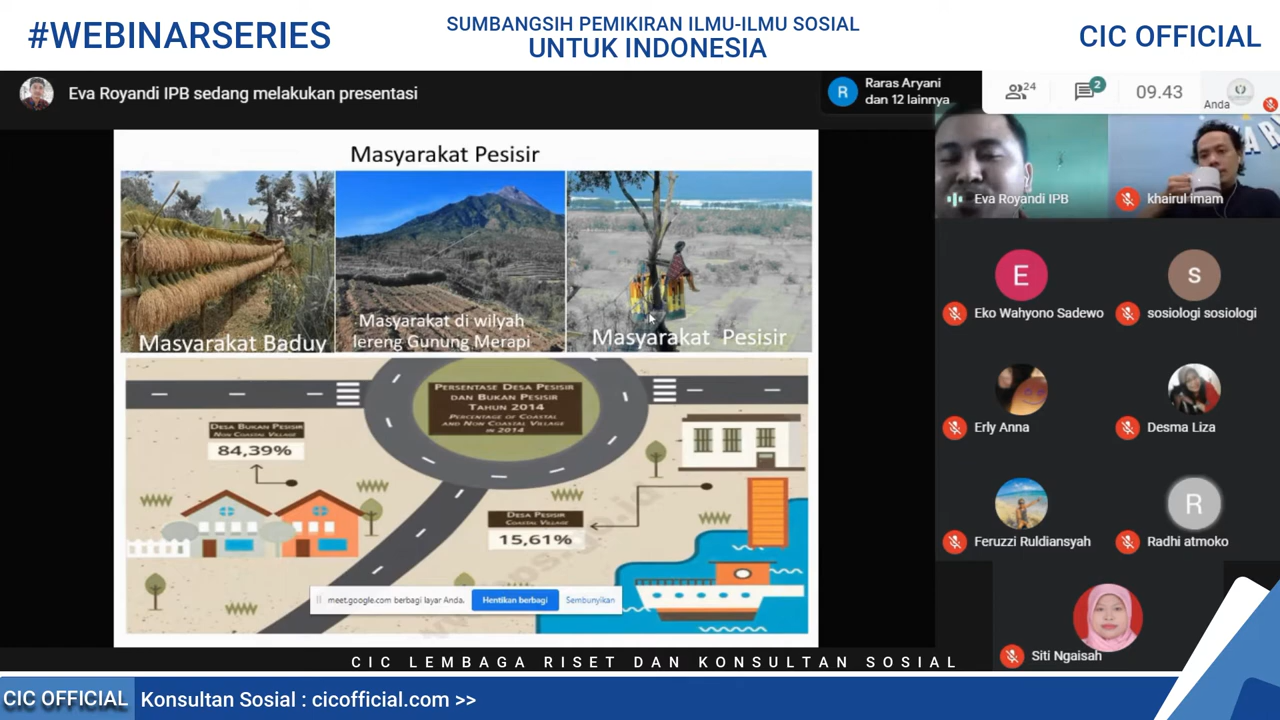 #WEBINARSERIES
SUMBANGSIH PEMIKIRAN ILMU-ILMU SOSIAL
UNTUK INDONESIA
CIC OFFICIAL
Eva Royandi IPB sedang melakukan presentasi
R
Raras Aryani
dan 12 lainnya
24
2
09.43
Anda
Masyarakat Pesisir
Masyarakat Baduy
Masyarakat di wilyah
lereng Gunung Merapi
Masyarakat Pesisir
PERSENTASE DESA PESISIR
DAN BUKAN PESISIR
TAHUN 2014
PERCENTAGE OF COASTAL
AND NON COASTAL VILLAGE
IN 2014
DESA BUKAN PESISIR
NON COASTAL VILLAGE
84,39%
DESA PESISIR
COASTAL VILLAGE
15,61%
meet.google.com berbagi layar Anda.
Hentikan berbagi
Sembunyikan
Eva Royandi IPB
khairul imam
E
Eko Wahyono Sadewo
s
sosiologi sosiologi
Erly Anna
Desma Liza
Feruzzi Ruldiansyah
R
Radhi atmoko
Siti Ngaisah
CIC LEMBAGA RISET DAN KONSULTAN SOSIAL
CIC OFFICIAL
Konsultan Sosial : cicofficial.com >>